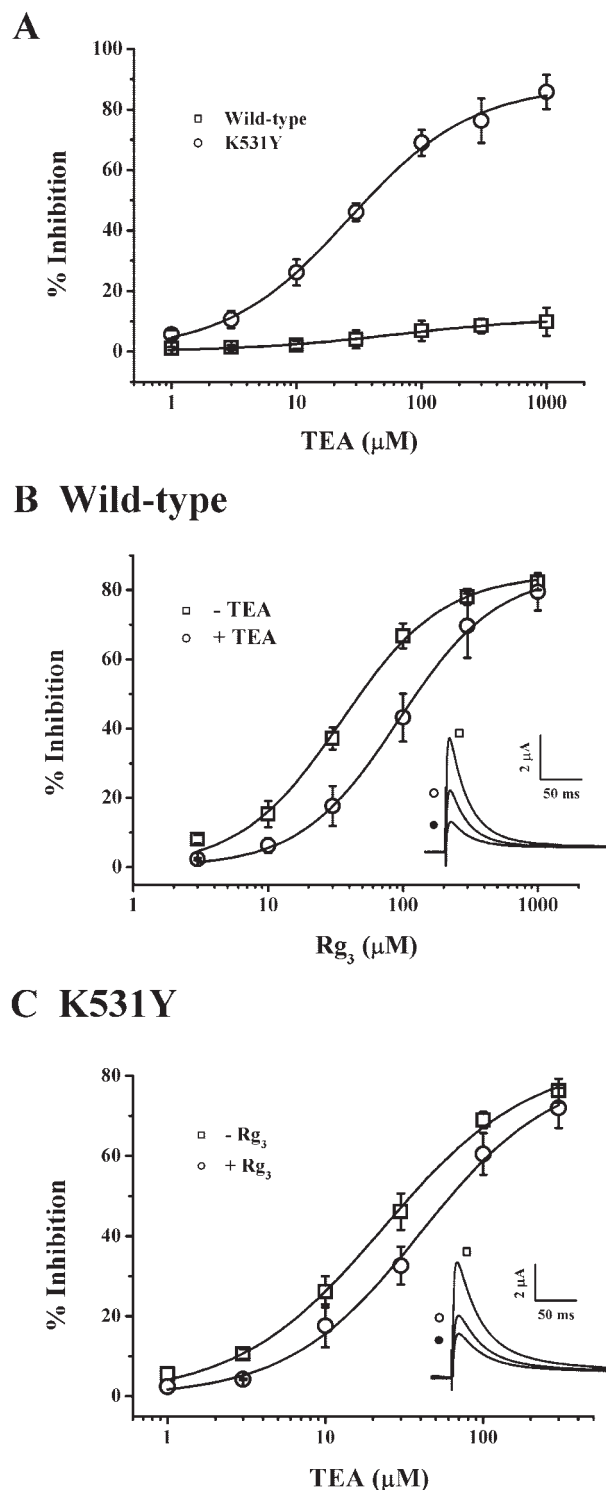 A
100
80
60
40
20
0
% Inhibition
Wild-type
K531Y
1
10
100
1000
TEA (μM)
B Wild-type
80
60
40
20
0
% Inhibition
- TEA
+ TEA
2 μA
50 ms
1
10
100
1000
Rg₃ (μM)
C K531Y
80
60
40
20
0
% Inhibition
- Rg₃
+ Rg₃
2 μA
50 ms
1
10
100
TEA (μM)